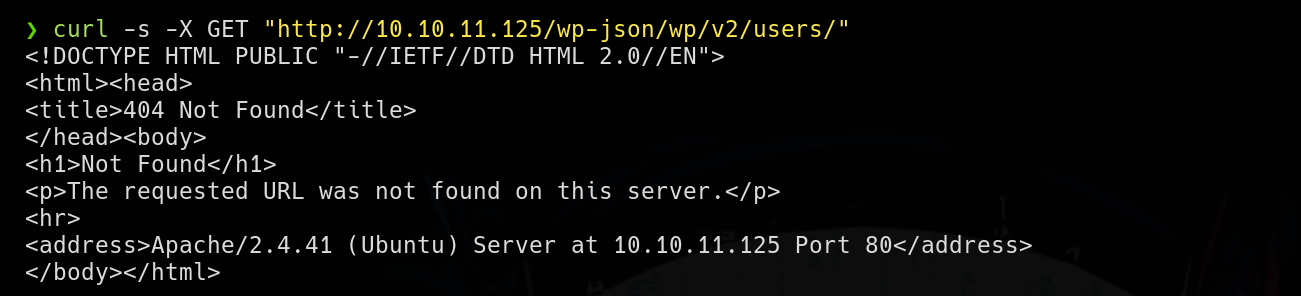 ❯ curl -s -X GET "http://10.10.11.125/wp-json/wp/v2/users/"
<!DOCTYPE HTML PUBLIC "-//IETF//DTD HTML 2.0//EN">
<html><head>
<title>404 Not Found</title>
</head><body>
<h1>Not Found</h1>
<p>The requested URL was not found on this server.</p>
<hr>
<address>Apache/2.4.41 (Ubuntu) Server at 10.10.11.125 Port 80</address>
</body></html>